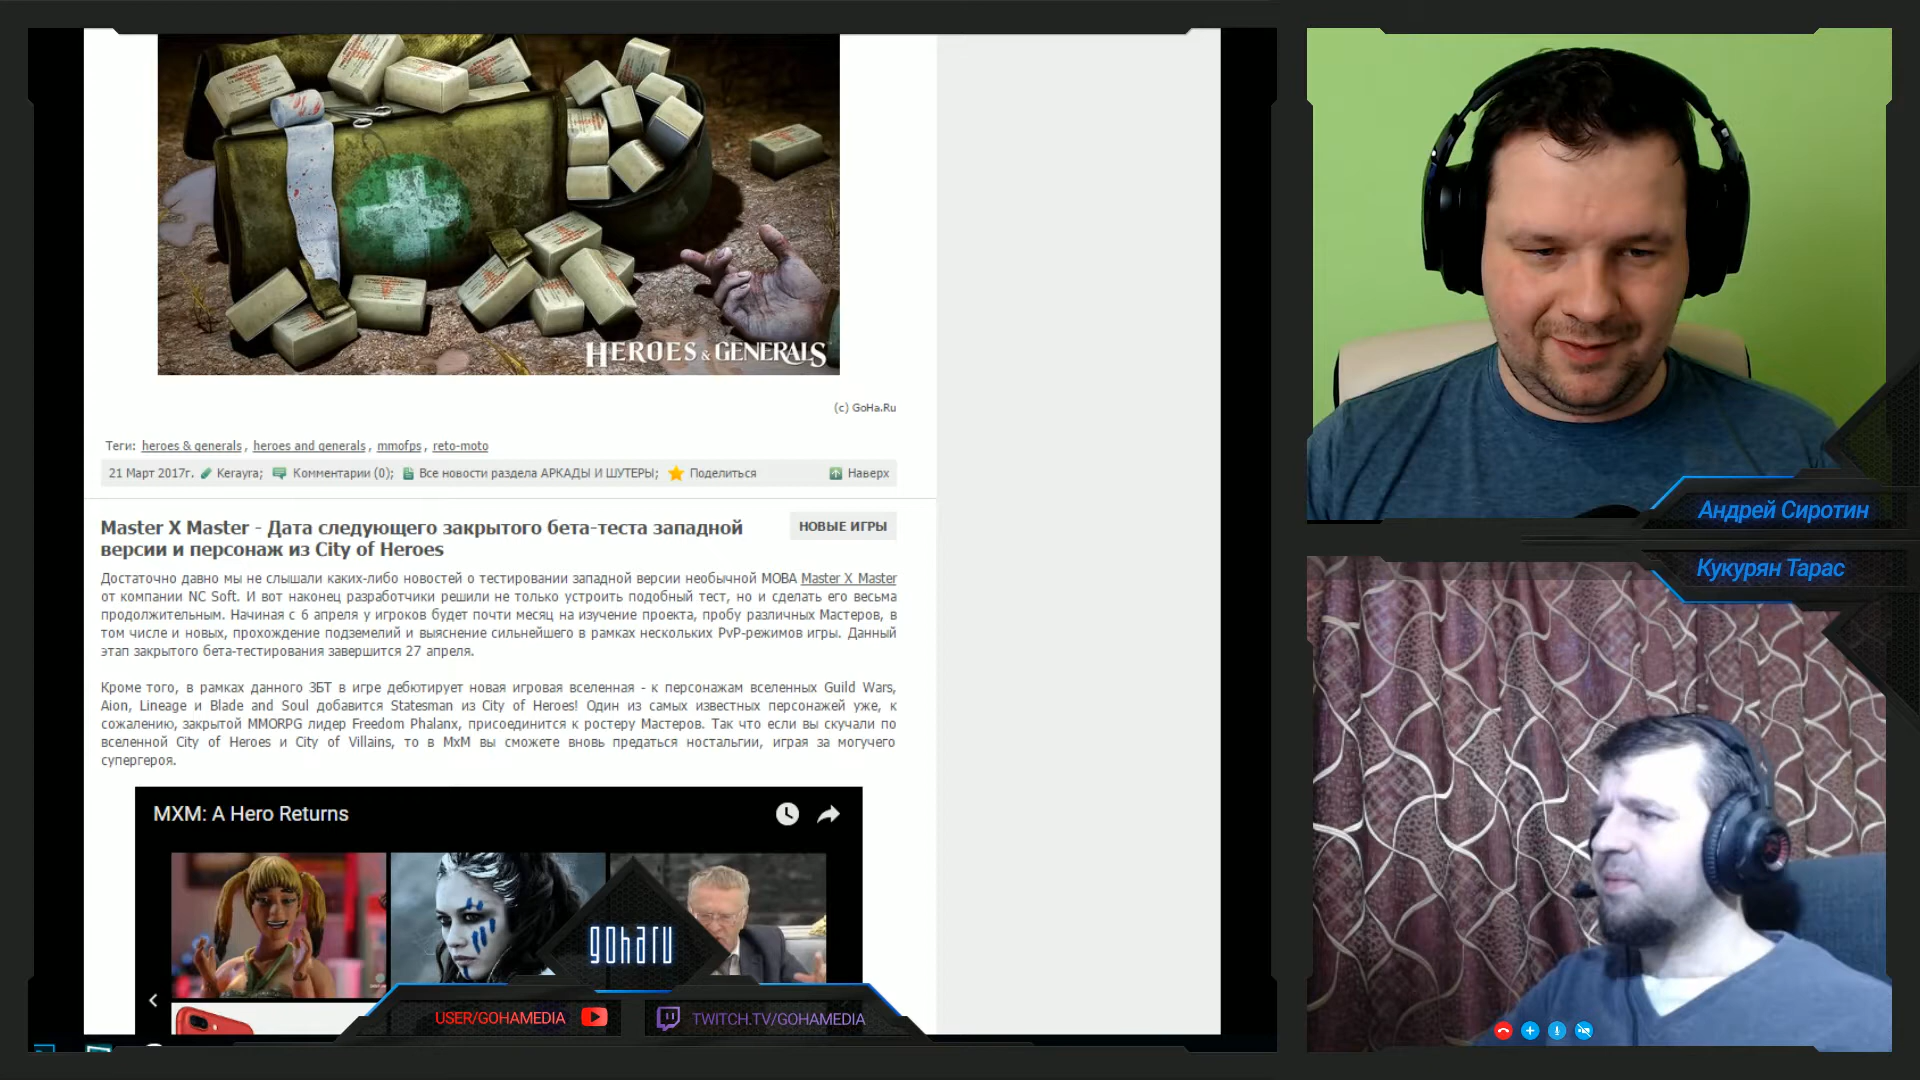 HEROES & GENERALS
(c) GoHa.Ru
Теги: heroes & generals, heroes and generals, mmofps, reto-moto
21 Март 2017г. Kerayra; Комментарии (0); Все новости раздела АРКАДЫ И ШУТЕРЫ; Поделиться Наверх
Master X Master - Дата следующего закрытого бета-теста западной
версии и персонаж из City of Heroes
НОВЫЕ ИГРЫ
Достаточно давно мы не слышали каких-либо новостей о тестировании западной версии необычной MOBA Master X Master
от компании NC Soft. И вот наконец разработчики решили не только устроить подобный тест, но и сделать его весьма
продолжительным. Начиная с 6 апреля у игроков будет почти месяц на изучение проекта, пробу различных Мастеров, в
том числе и новых, прохождение подземелий и выяснение сильнейшего в рамках нескольких PvP-режимов игры. Данный
этап закрытого бета-тестирования завершится 27 апреля.
Кроме того, в рамках данного ЗБТ в игре дебютирует новая игровая вселенная - к персонажам вселенных Guild Wars,
Aion, Lineage и Blade and Soul добавится Statesman из City of Heroes! Один из самых известных персонажей уже, к
сожалению, закрытой MMORPG лидер Freedom Phalanx, присоединится к ростеру Мастеров. Так что если вы скучали по
вселенной City of Heroes и City of Villains, то в MxM вы сможете вновь предаться ностальгии, играя за могучего
супергероя.
MXM: A Hero Returns
goharu
USER/GOHAMEDIA
TWITCH.TV/GOHAMEDIA
Андрей Сиротин
Кукурян Тарас